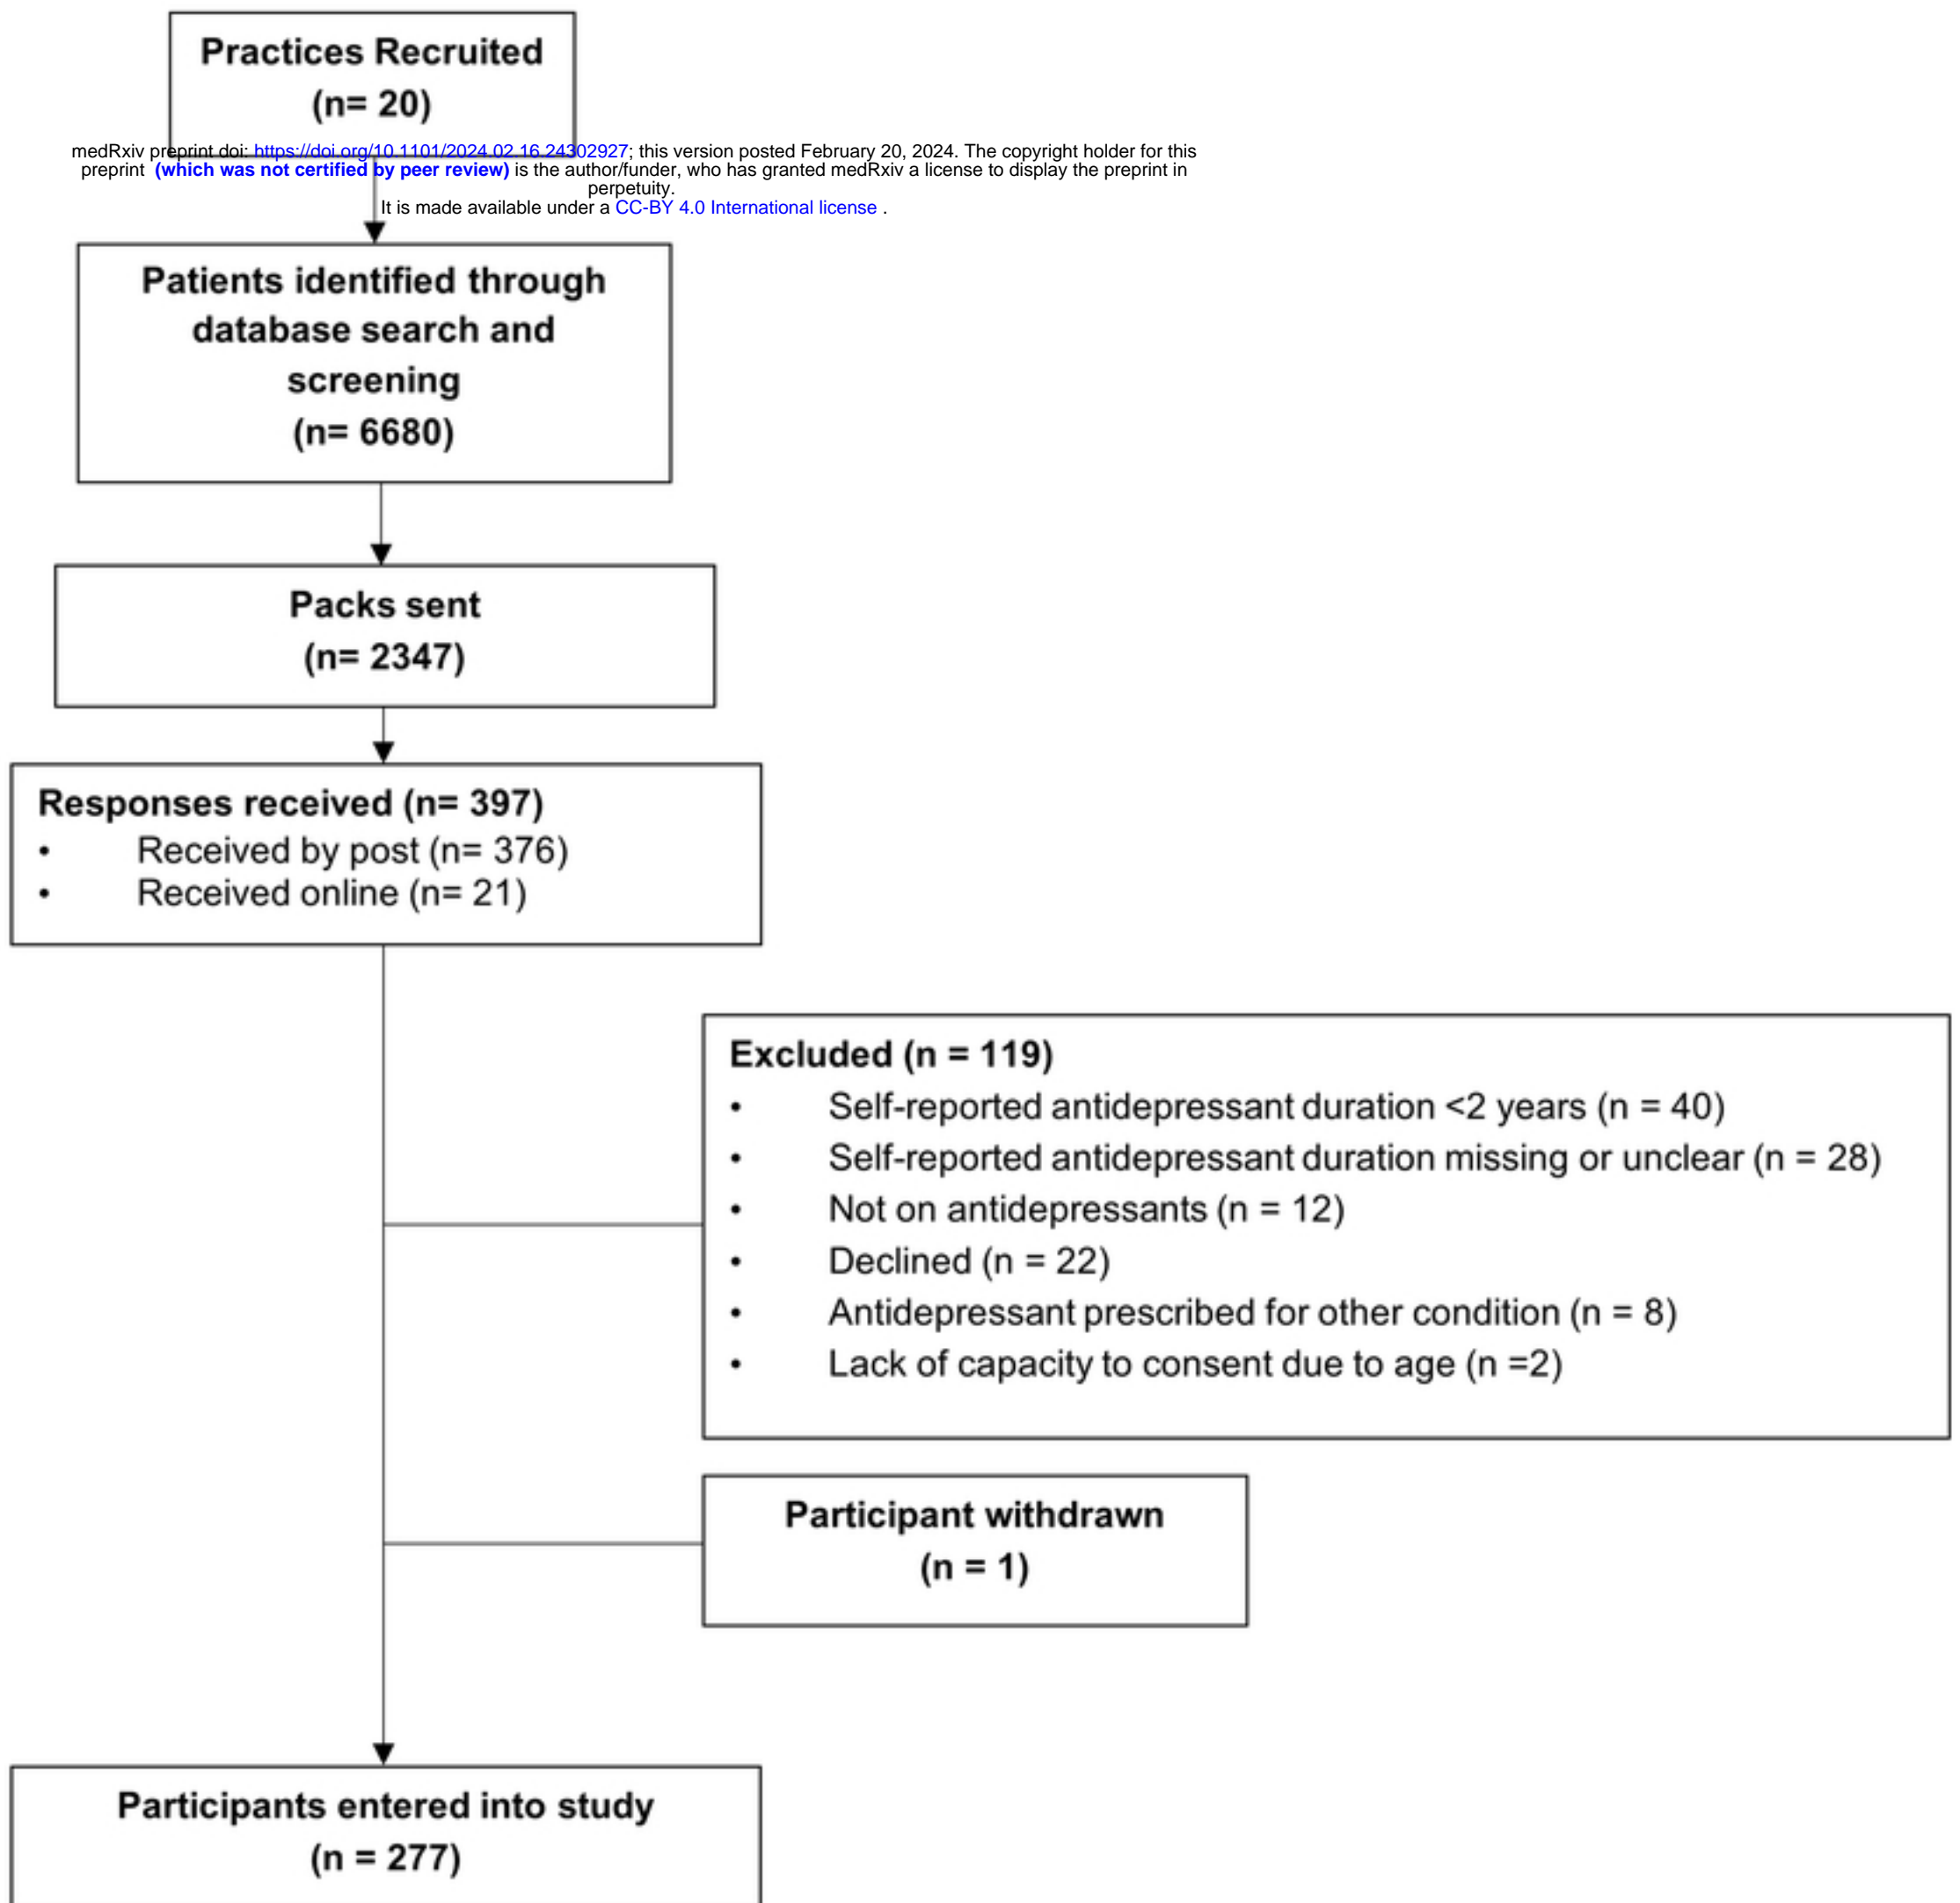 Practices Recruited
(n= 20)
medRxiv preprint doi: https://doi.org/10.1101/2024.02.16.24302927; this version posted February 20, 2024. The copyright holder for this
preprint (which was not certified by peer review) is the author/funder, who has granted medRxiv a license to display the preprint in
perpetuity.
It is made available under a CC-BY 4.0 International license .
Patients identified through
database search and
screening
(n= 6680)
Packs sent
(n= 2347)
Responses received (n= 397)
• Received by post (n= 376)
• Received online (n= 21)
Excluded (n = 119)
• Self-reported antidepressant duration <2 years (n = 40)
• Self-reported antidepressant duration missing or unclear (n = 28)
• Not on antidepressants (n = 12)
• Declined (n = 22)
• Antidepressant prescribed for other condition (n = 8)
• Lack of capacity to consent due to age (n =2)
Participant withdrawn
(n = 1)
Participants entered into study
(n = 277)